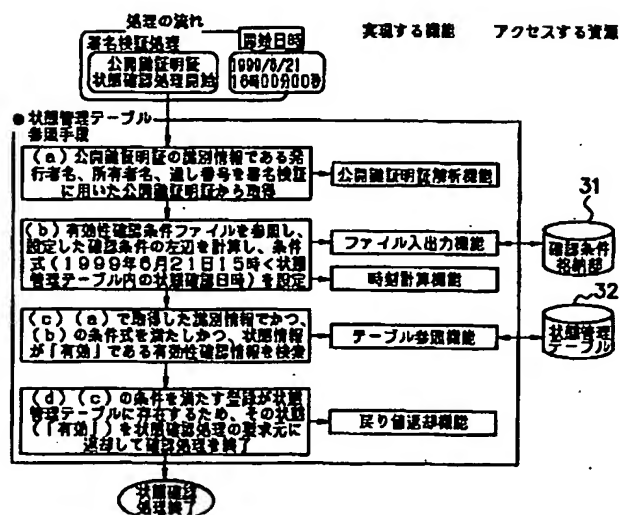 処理の流れ
実現する機能
アクセスする資源
署名検証処理
開始日時
公開鍵証明証
状態確認処理開始
1999/6/21
16時00分00秒
●状態管理テーブル
参照手段
(a)公開鍵証明証の識別情報である発
行者名、所有者名、通し番号を署名検証
に用いた公開鍵証明証から取得
公開鍵証明証解析機能
(b)有効性確認条件ファイルを参照し、
設定した確認条件の左辺を計算し、条件
式(1999年6月21日15時<状態
管理テーブル内の状態確認日時)を設定
ファイル入出力機能
時刻計算機能
31
確認条件
格納部
(c)(a)で取得した識別情報でかつ、
(b)の条件式を満たしかつ、状態情報
が「有効」である有効性確認情報を検索
テーブル参照機能
32
状態管理
テーブル
(d)(c)の条件を満たす登録が状態
管理テーブルに存在するため、その状態
(「有効」)を状態確認処理の要求元に
返却して確認処理を終了
戻り値返却機能
状態確認
処理終了